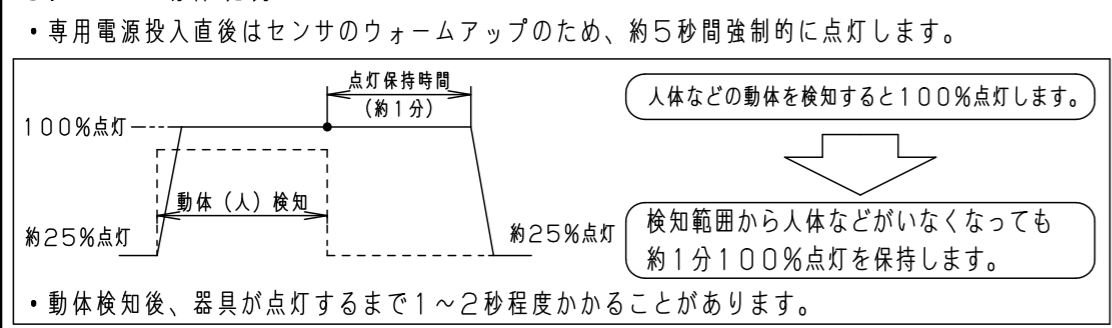 ・専用電源投入直後はセンサのウォームアップのため、約5秒間強制的に点灯します。
点灯保持時間
(約1分)
100%点灯
動体(人)検知
約25%点灯
約25%点灯
人体などの動体を検知すると100%点灯します。
検知範囲から人体などがいなくなっても
約1分100%点灯を保持します。
・動体検知後、器具が点灯するまで1~2秒程度かかることがあります。